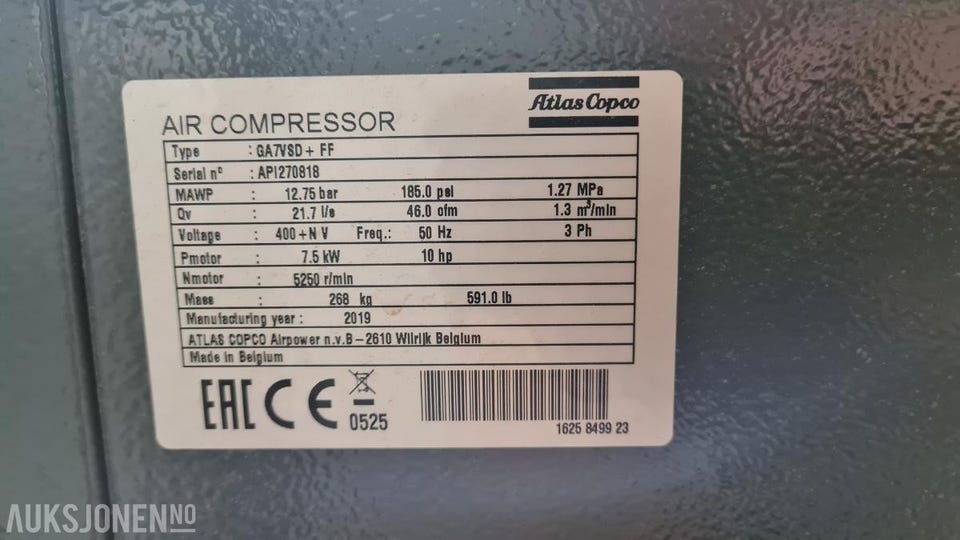 Atlas Copco
AIR COMPRESSOR
Type : GA7VSD+ FF
Serial n° : API270818
MAWP : 12.75 bar 185.0 psi 1.27 MPa
Qv : 21.7 l/s 46.0 cfm 1.3 m³/min
Voltage : 400+N V Freq.: 50 Hz 3 Ph
Pmotor : 7.5 kW 10 hp
Nmotor : 5250 r/min
Mass : 268 kg 591.0 lb
Manufacturing year : 2019
ATLAS COPCO Airpower n.v.B-2610 Wilrijk Belgium
Made in Belgium
EAC CE 0525
1625 8499 23
AUKSJONEN.NO